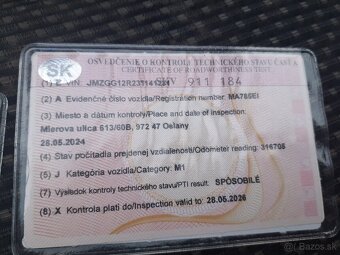 OSVEDČENIE O KONTROLE TECHNICKÉHO STAVU ČASŤ A
CERTIFICATE OF ROADWORTHINESS TEST
SK
911 184
(1) Z VIN:
(2) A Evidenčné číslo vozidla/Registration number: MA785EI
(3) Miesto a dátum kontroly/Place and date of inspection:
Mierova ulica 613/60B, 972 47 Oslany
28.05.2024
(4) Stav počítadla prejdenej vzdialenosti/Odometer reading: 316705
(5) J Kategória vozidla/Category: M1
(7) Výsledok kontroly technického stavu/PTI result: SPÔSOBILÉ
(8) X Kontrola platí do/Inspection valid to: 28.05.2026
bazos.sk